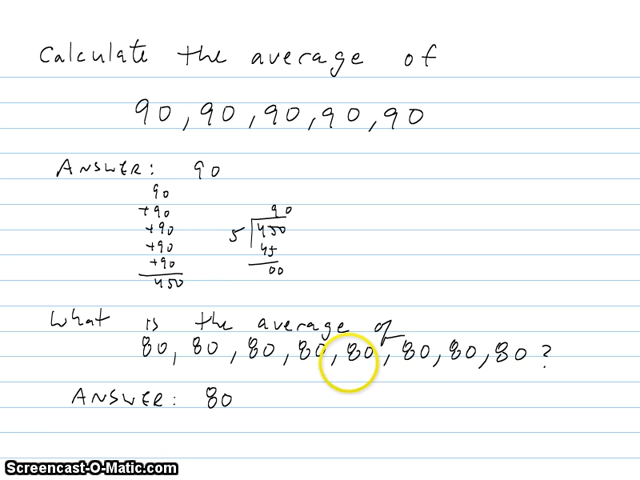 Calculate the average of
90, 90, 90, 90, 90
ANSWER: 90
90
+90
+90
+90
+90
450
90
5 450
45
00
What is the average of
80, 80, 80, 80, 80, 80, 80, 80 ?
ANSWER: 80
Screencast-O-Matic.com